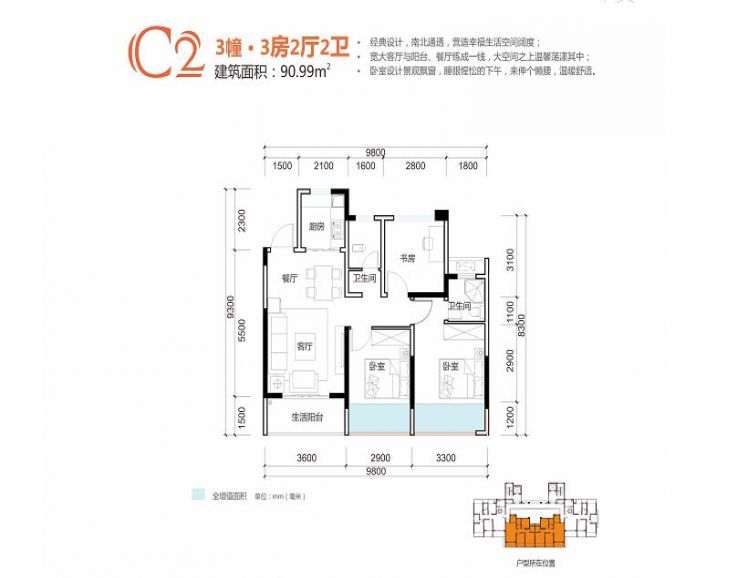 C2
3幢·3房2厅2卫
建筑面积：90.99m²
• 经典设计，南北通透，营造幸福生活空间阔度；
• 宽大客厅与阳台、餐厅练成一线，大空间之上温馨荡漾其中；
• 卧室设计景观飘窗，睡眼惺忪的下午，来伸个懒腰，温暖舒适。
9800
1500 2100 1600 2800 1800
2300
9300
5500
1500
厨房
餐厅
卫生间
书房
卫生间
客厅
卧室
卧室
生活阳台
3100
1100
8300
2900
1200
3600 2900 3300
9800
全增值面积 单位：mm（毫米）
户型所在位置